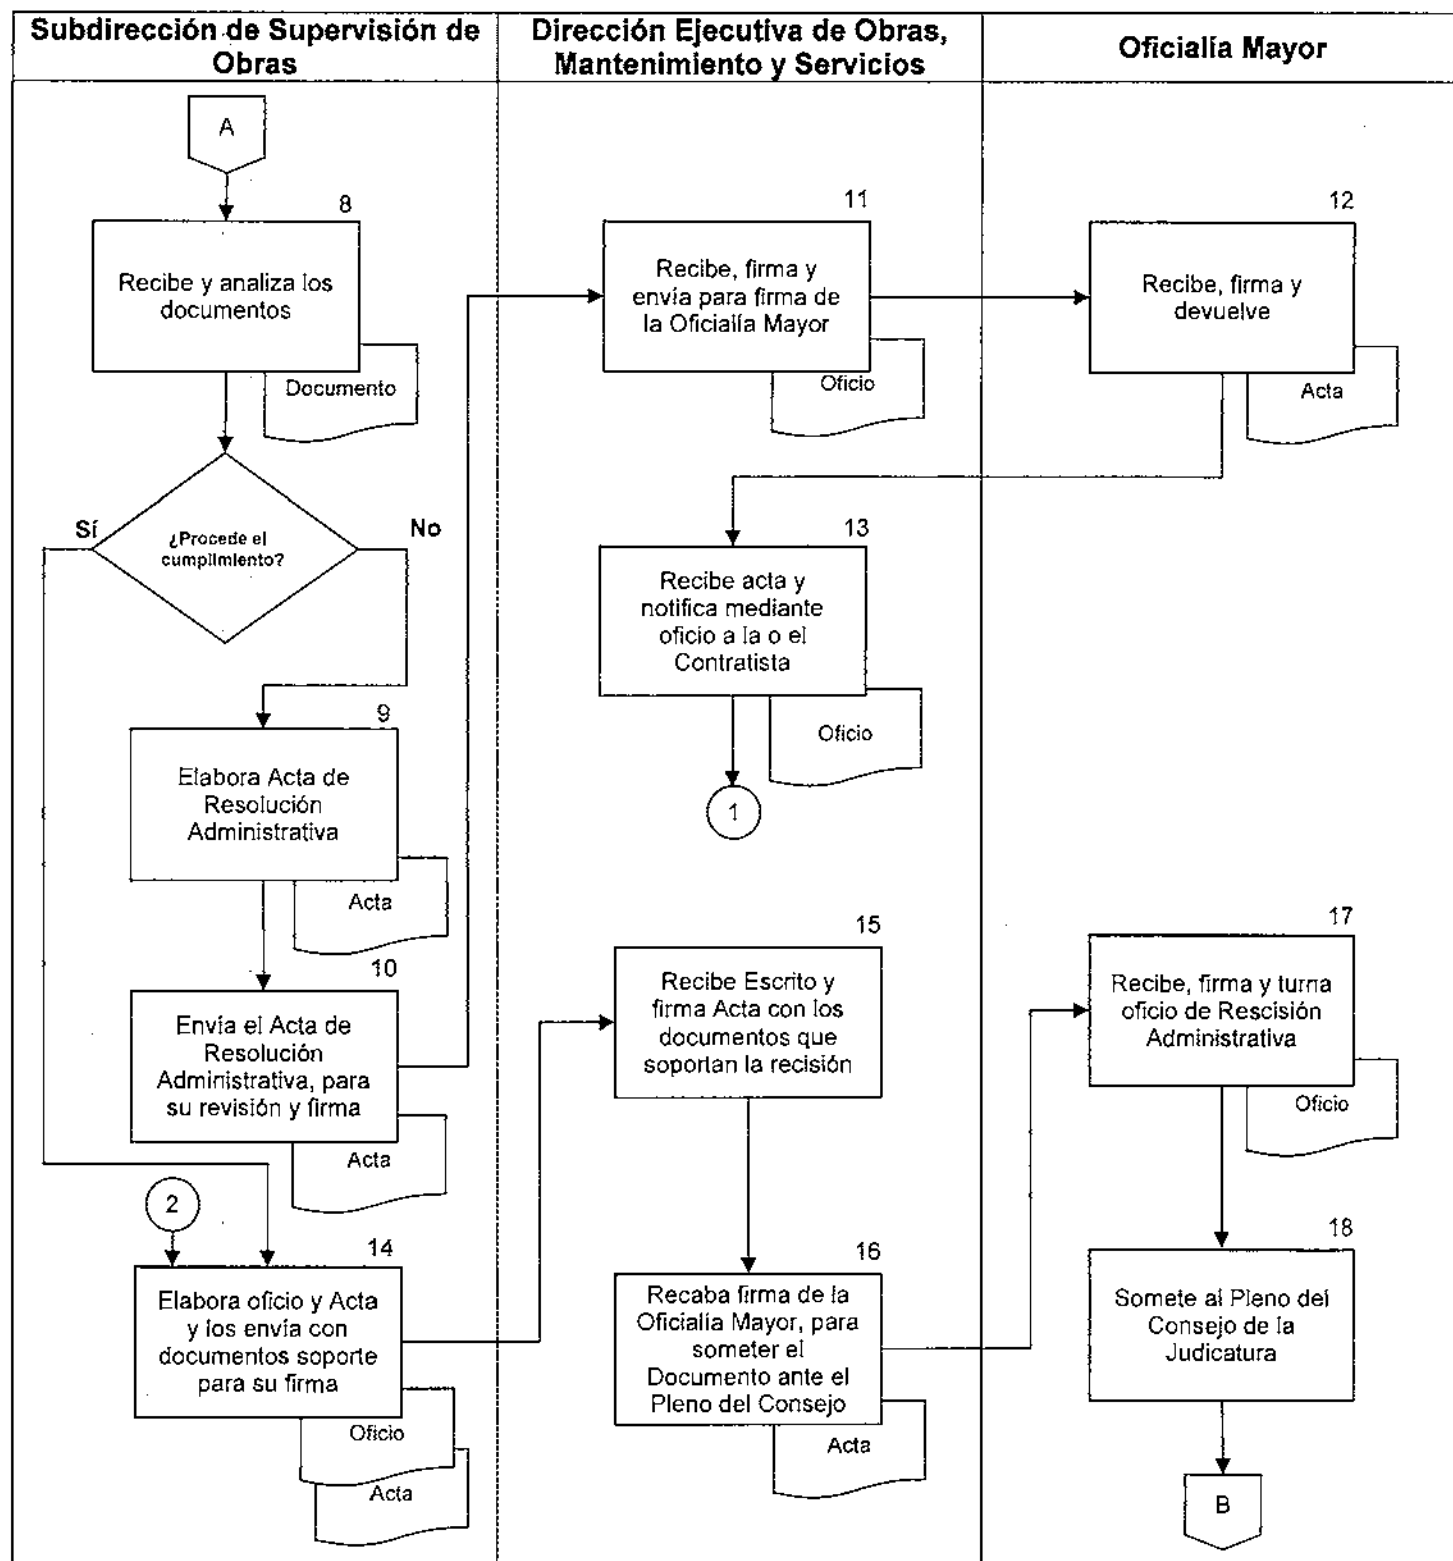 Subdirección de Supervisión de
Obras
Dirección Ejecutiva de Obras,
Mantenimiento y Servicios
Oficialía Mayor
A
8
Recibe y analiza los
documentos
Documento
11
Recibe, firma y
envía para firma de
la Oficialía Mayor
Oficio
12
Recibe, firma y
devuelve
Acta
Sí
¿Procede el
cumplimiento?
No
13
Recibe acta y
notifica mediante
oficio a la o el
Contratista
Oficio
1
9
Elabora Acta de
Resolución
Administrativa
Acta
10
Envía el Acta de
Resolución
Administrativa, para
su revisión y firma
Acta
2
14
Elabora oficio y Acta
y los envía con
documentos soporte
para su firma
Oficio
Acta
15
Recibe Escrito y
firma Acta con los
documentos que
soportan la recisión
16
Recaba firma de la
Oficialía Mayor, para
someter el
Documento ante el
Pleno del Consejo
Acta
17
Recibe, firma y turna
oficio de Rescisión
Administrativa
Oficio
18
Somete al Pleno del
Consejo de la
Judicatura
B